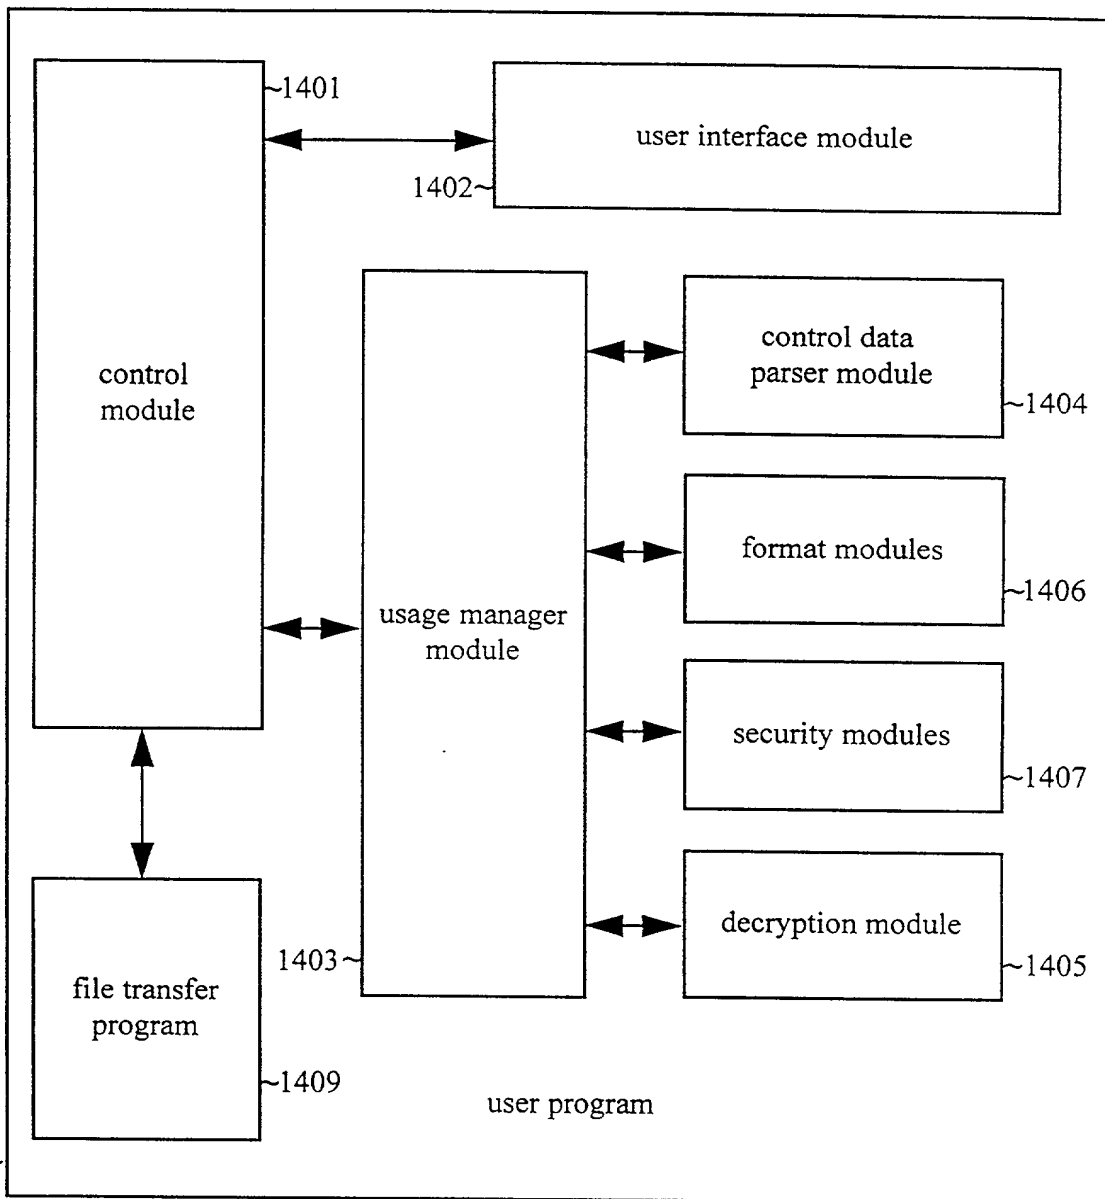 1401
user interface module
1402
control data
parser module
1404
control
module
format modules
1406
usage manager
module
security modules
1407
decryption module
1403
1405
file transfer
program
1409
user program